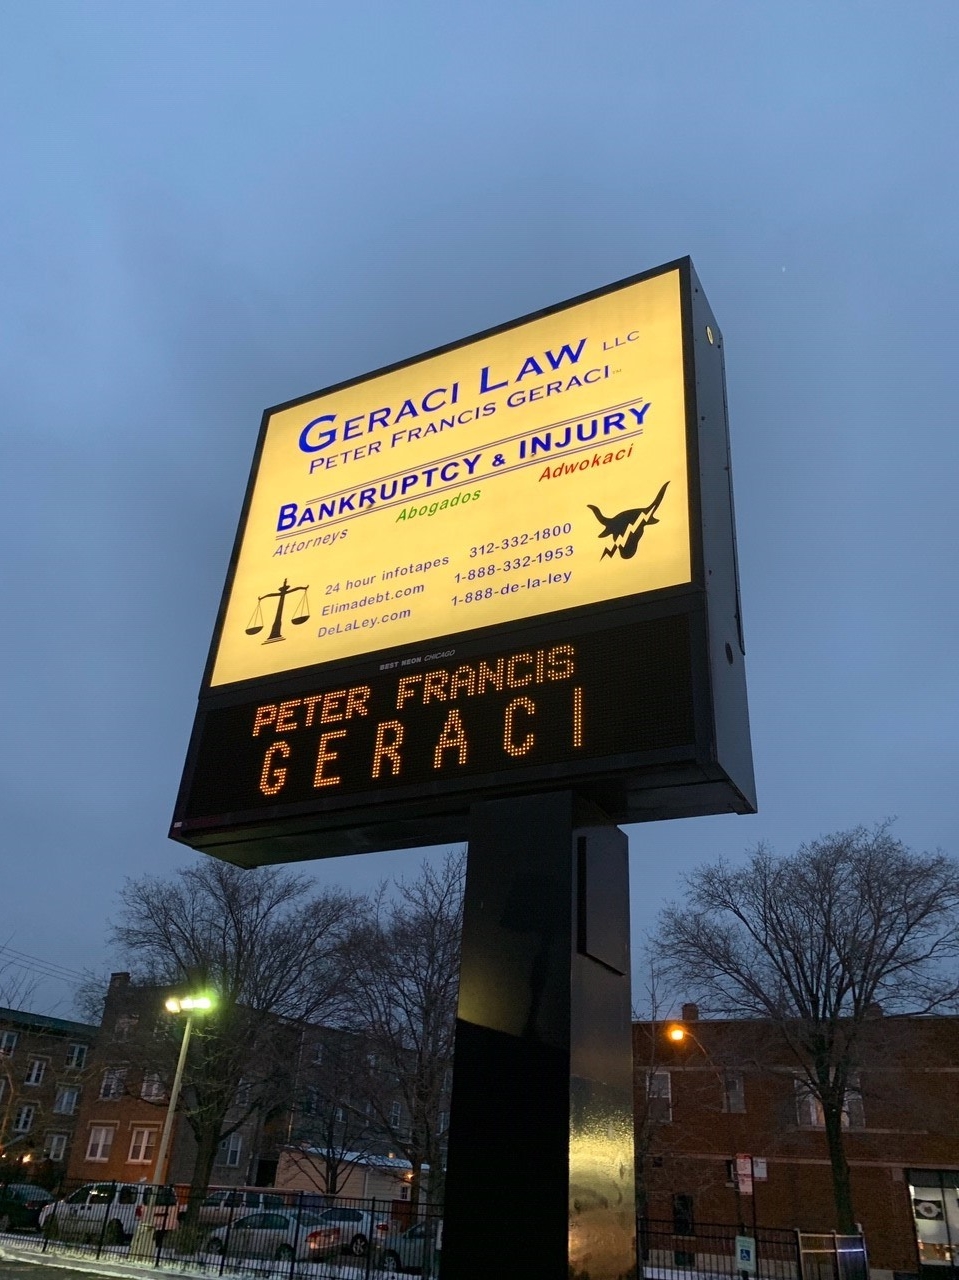 GERACI LAW LLC
PETER FRANCIS GERACI™
BANKRUPTCY & INJURY
Attorneys Abogados Adwokaci
24 hour infotapes 312-332-1800
Elimadebt.com 1-888-332-1953
DeLaLey.com 1-888-de-la-ley
BEST NEON CHICAGO
PETER FRANCIS
GERACI